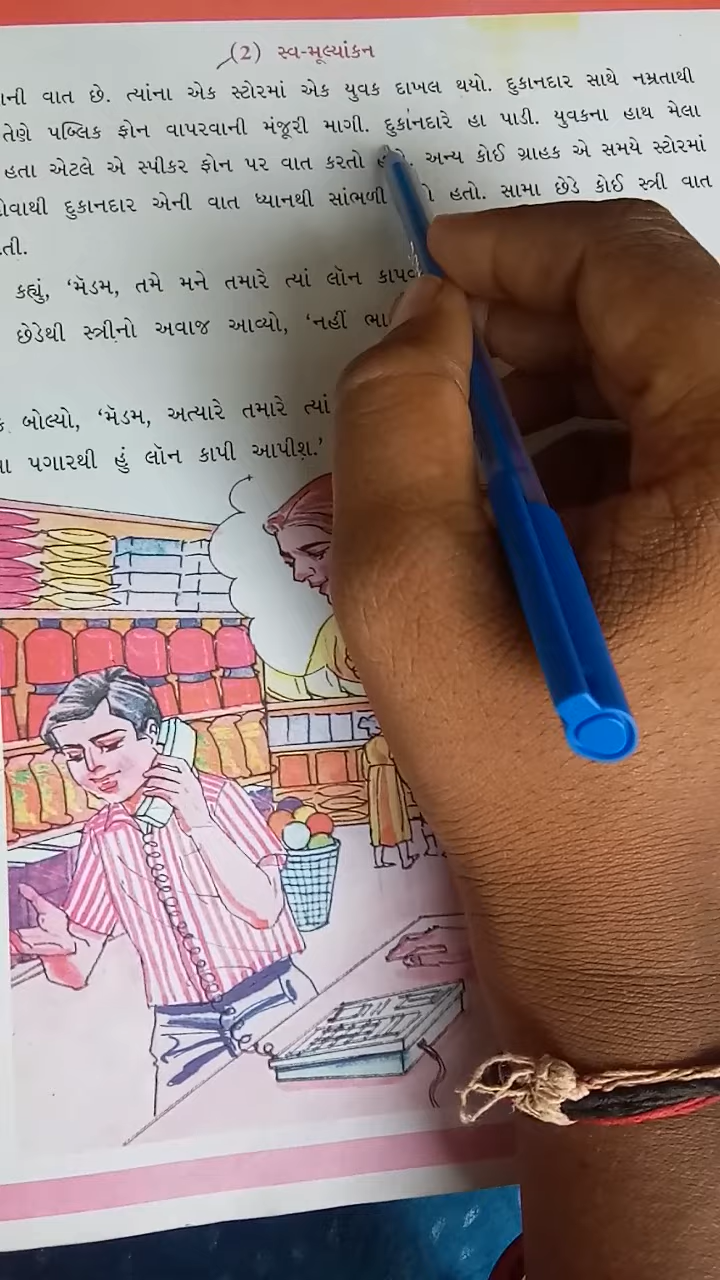 (2) સ્વ-મૂલ્યાંકન
ની વાત છે. ત્યાંના એક સ્ટોરમાં એક યુવક દાખલ થયો. દુકાનદાર સાથે નમ્રતાથી
તેણે પબ્લિક ફોન વાપરવાની મંજૂરી માગી. દુકાનદારે હા પાડી. યુવકના હાથ મેલા
હતા એટલે એ સ્પીકર ફોન પર વાત કરતો અન્ય કોઈ ગ્રાહક એ સમયે સ્ટોરમાં
દુકાનદાર એની વાત ધ્યાનથી સાંભળી હતો. સામા છેડે કોઈ સ્ત્રી વાત
કહ્યું, ‘મૅડમ, તમે મને તમારે ત્યાં લૉન
છેડેથી સ્ત્રીનો અવાજ આવ્યો, ‘નહીં
બોલ્યો, ‘મૅડમ, અત્યારે તમારે ત્યાં
પગારથી હું લૉન કાપી આપીશ.’